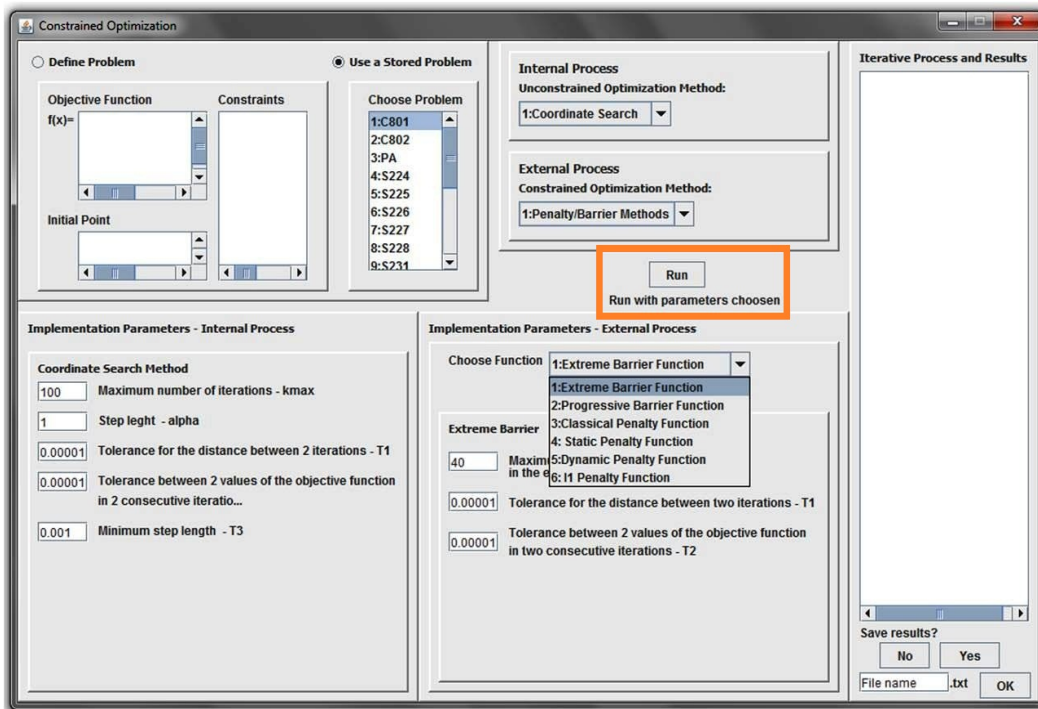 Constrained Optimization
Define Problem
Use a Stored Problem
Objective Function
f(x)=
Initial Point
Constraints
Choose Problem
1:C801
2:C802
3:PA
4:S224
5:S225
6:S226
7:S227
8:S228
9:S231
Internal Process
Unconstrained Optimization Method:
1:Coordinate Search
External Process
Constrained Optimization Method:
1:Penalty/Barrier Methods
Run
Run with parameters choosen
Implementation Parameters - Internal Process
Coordinate Search Method
100 Maximum number of iterations - kmax
1 Step leght - alpha
0.00001 Tolerance for the distance between 2 iterations - T1
0.00001 Tolerance between 2 values of the objective function
in 2 consecutive iteratio...
0.001 Minimum step length - T3
Implementation Parameters - External Process
Choose Function 1:Extreme Barrier Function
1:Extreme Barrier Function
2:Progressive Barrier Function
3:Classical Penalty Function
4: Static Penalty Function
5:Dynamic Penalty Function
6: l1 Penalty Function
Extreme Barrier
40
in the
0.00001 Tolerance for the distance between two iterations - T1
0.00001 Tolerance between 2 values of the objective function
in two consecutive iterations - T2
Iterative Process and Results
Save results?
No Yes
File name .txt OK